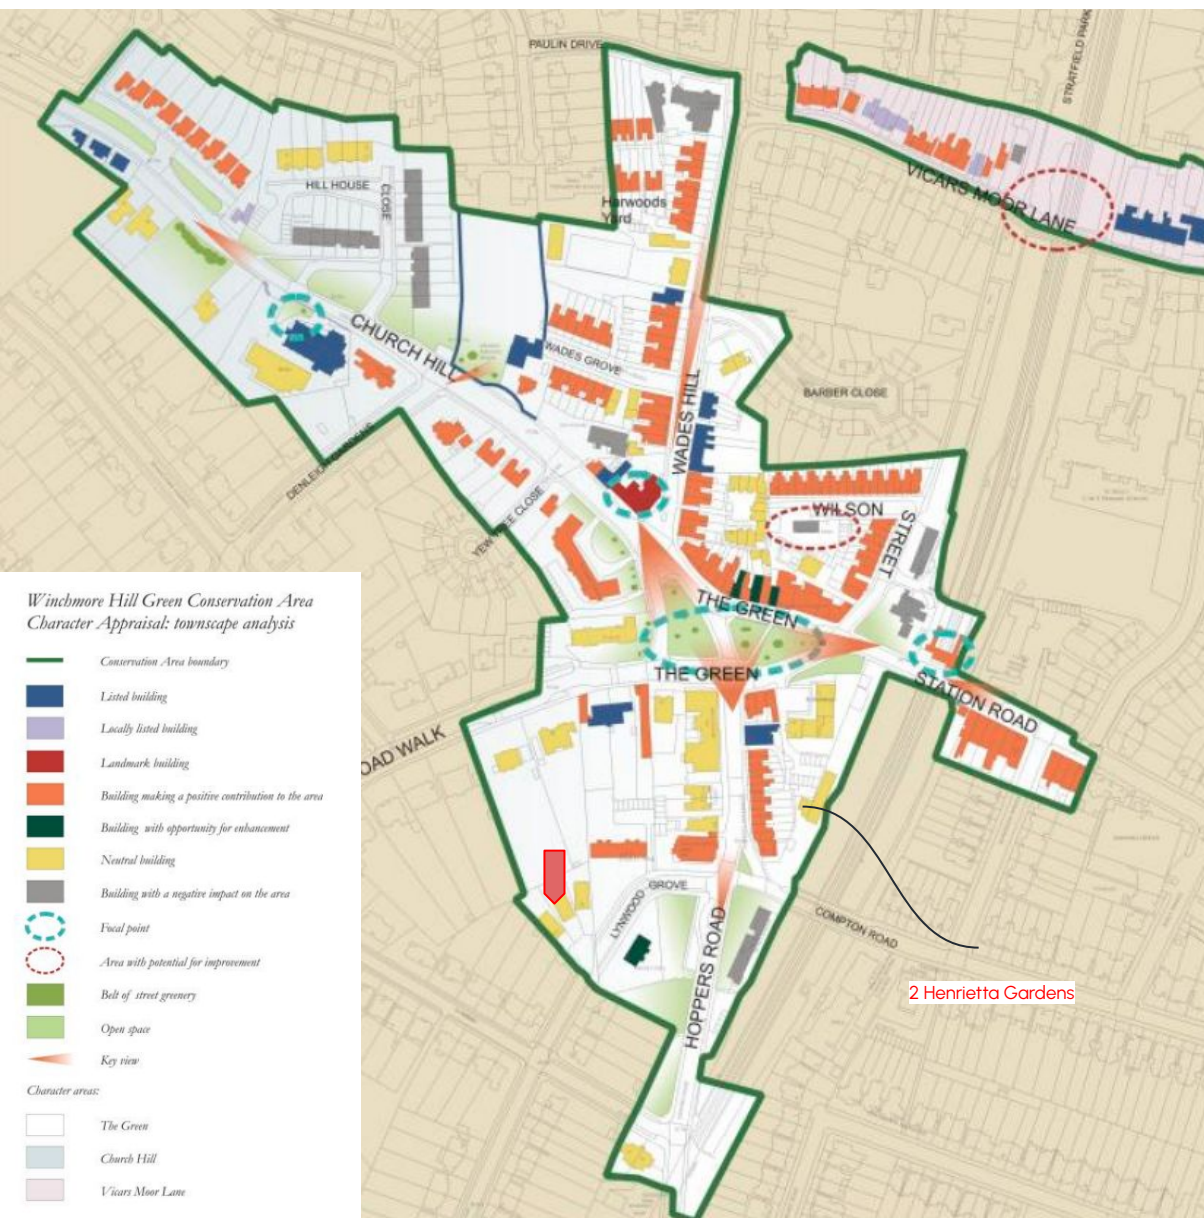 PAULIN DRIVE
STRATFIELD PARK
HILL HOUSE
CLOSE
Harwoods
Yard
VICARS MOOR LANE
CHURCH HILL
WADES GROVE
WADES HILL
BARBER CLOSE
DENLEIGH GARDENS
YEW TREE CLOSE
WILSON
STREET
THE GREEN
THE GREEN
STATION ROAD
OAD WALK
GROVE
LYNWOOD
HOPPERS ROAD
COMPTON ROAD
2 Henrietta Gardens
Winchmore Hill Green Conservation Area
Character Appraisal: townscape analysis
Conservation Area boundary
Listed building
Locally listed building
Landmark building
Building making a positive contribution to the area
Building with opportunity for enhancement
Neutral building
Building with a negative impact on the area
Focal point
Area with potential for improvement
Belt of street greenery
Open space
Key view
Character areas:
The Green
Church Hill
Vicars Moor Lane